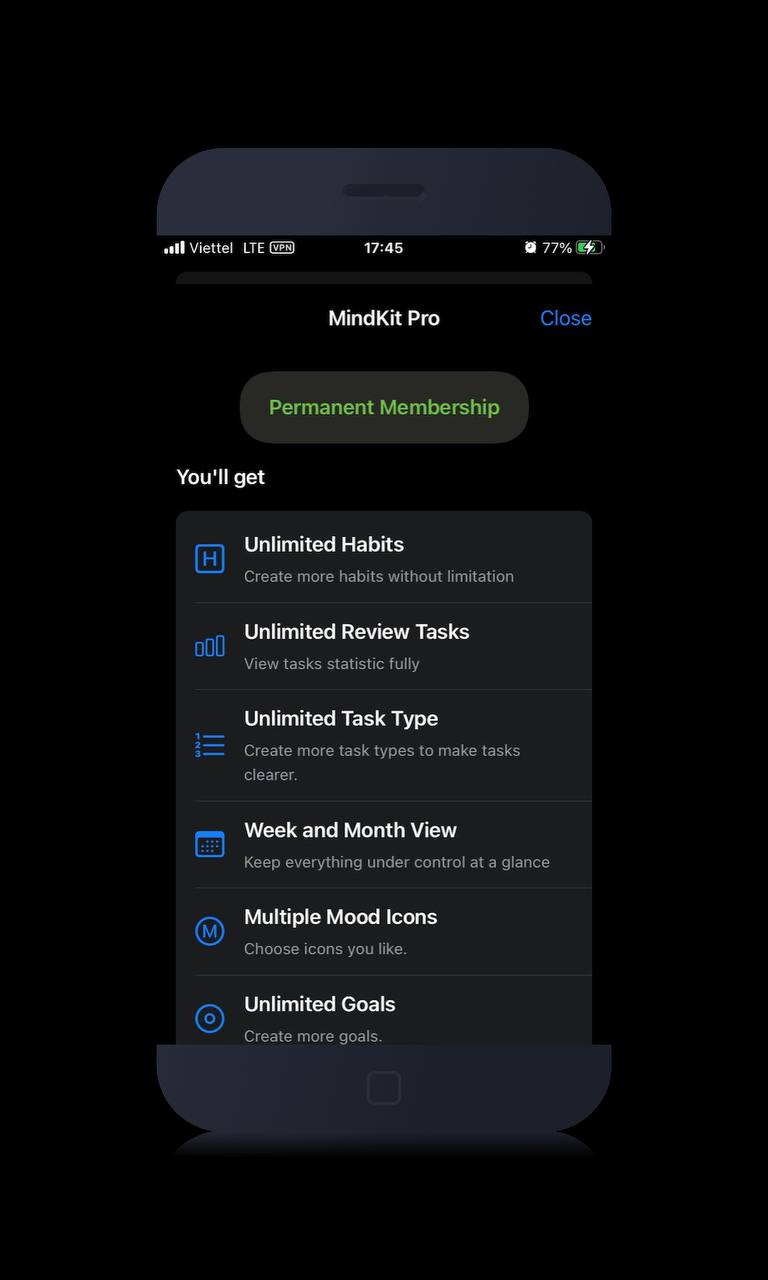 Viettel LTE VPN 17:45 77%
MindKit Pro Close
Permanent Membership
You'll get
H
Unlimited Habits
Create more habits without limitation
Unlimited Review Tasks
View tasks statistic fully
1
2
3
Unlimited Task Type
Create more task types to make tasks
clearer.
Week and Month View
Keep everything under control at a glance
M
Multiple Mood Icons
Choose icons you like.
Unlimited Goals
Create more goals.